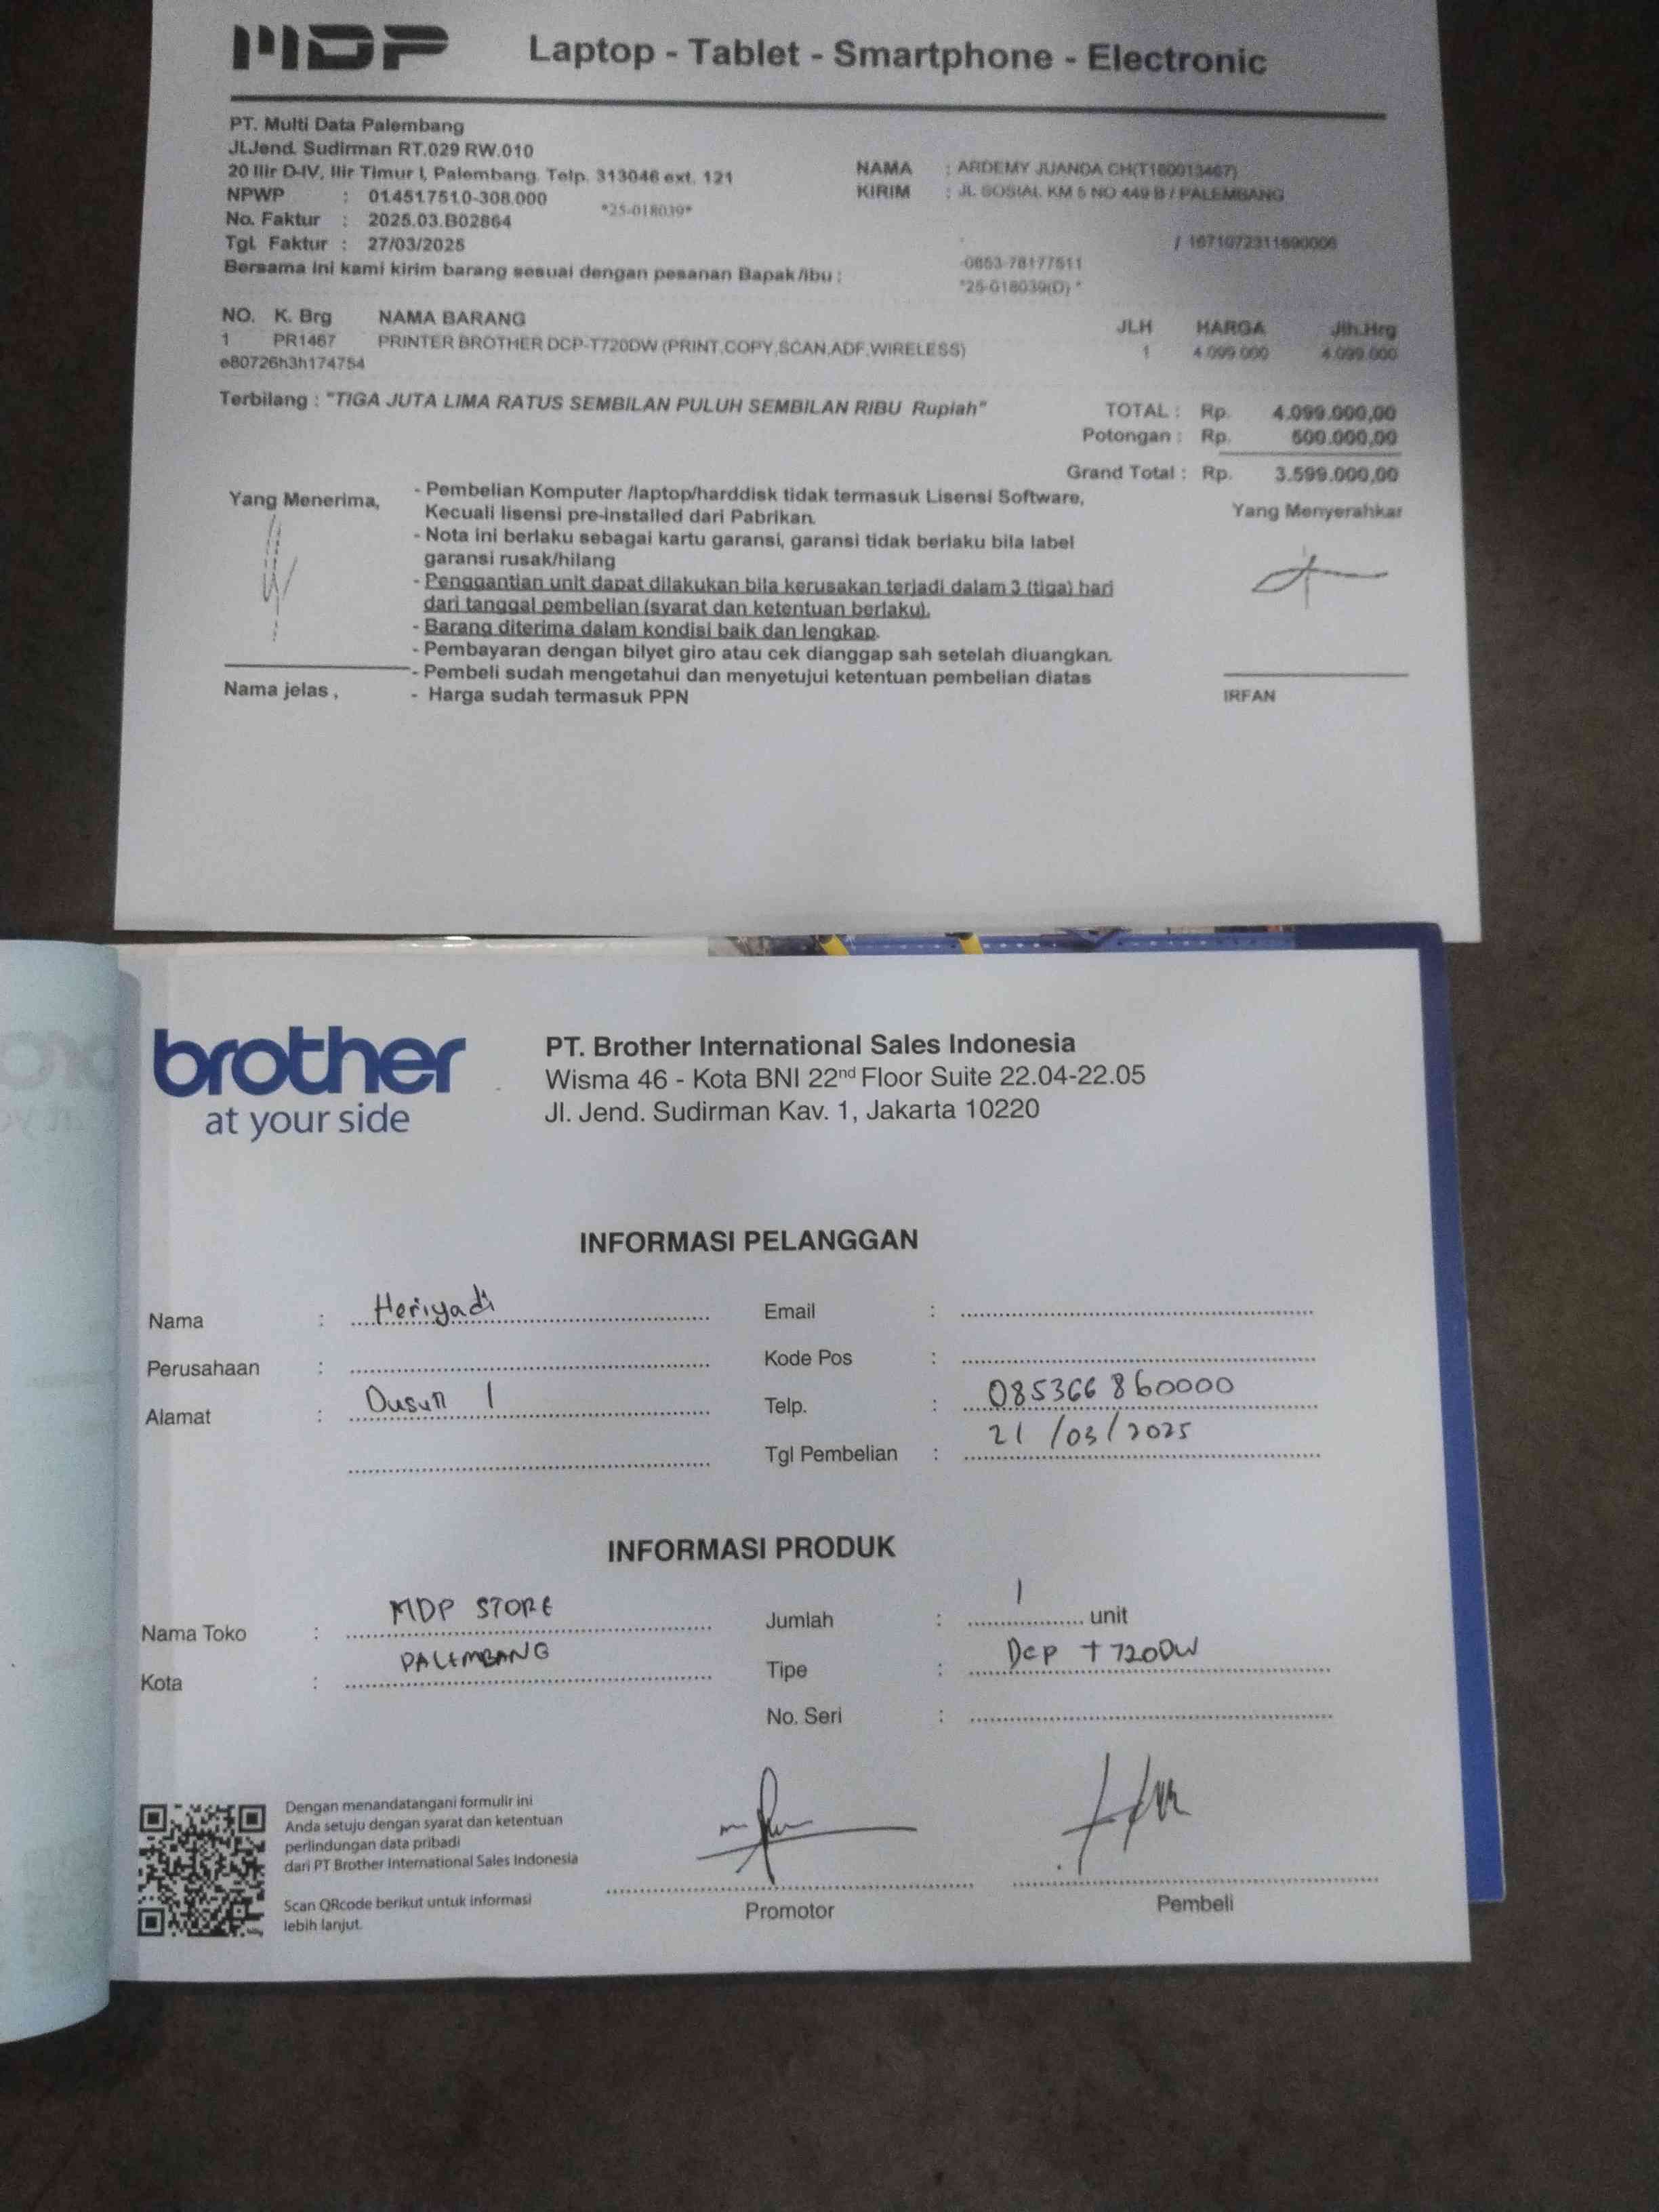 MDP Laptop - Tablet - Smartphone - Electronic
PT. Multi Data Palembang
Jl.Jend. Sudirman RT.029 RW.010
20 Ilir D-IV, Ilir Timur I, Palembang. Telp. 313046 ext. 121
NPWP : 01.451.751.0-308.000
*25-018039*
No. Faktur : 2025.03.B02864
Tgl. Faktur : 27/03/2025
Bersama ini kami kirim barang sesuai dengan pesanan Bapak/ibu :
NAMA : ARDEMY JUANDA CH(T180013467)
KIRIM : JL SOSIAL KM 5 NO 449 B / PALEMBANG
/ 1671072311690006
0853-78177511
*25-018039(D) *
NO. K. Brg NAMA BARANG JLH HARGA Jlh.Hrg
1 PR1467 PRINTER BROTHER DCP-T720DW (PRINT,COPY,SCAN,ADF,WIRELESS) 1 4.099.000 4.099.000
e80726h3h174754
Terbilang : "TIGA JUTA LIMA RATUS SEMBILAN PULUH SEMBILAN RIBU Rupiah"
TOTAL : Rp. 4.099.000,00
Potongan : Rp. 500.000,00
Grand Total : Rp. 3.599.000,00
Yang Menerima,
- Pembelian Komputer /laptop/harddisk tidak termasuk Lisensi Software,
Kecuali lisensi pre-installed dari Pabrikan.
- Nota ini berlaku sebagai kartu garansi, garansi tidak berlaku bila label
garansi rusak/hilang
- Penggantian unit dapat dilakukan bila kerusakan terjadi dalam 3 (tiga) hari
dari tanggal pembelian (syarat dan ketentuan berlaku).
- Barang diterima dalam kondisi baik dan lengkap.
- Pembayaran dengan bilyet giro atau cek dianggap sah setelah diuangkan.
- Pembeli sudah mengetahui dan menyetujui ketentuan pembelian diatas
- Harga sudah termasuk PPN
Nama jelas ,
Yang Menyerahkar
IRFAN
brother
at your side
PT. Brother International Sales Indonesia
Wisma 46 - Kota BNI 22nd Floor Suite 22.04-22.05
Jl. Jend. Sudirman Kav. 1, Jakarta 10220
INFORMASI PELANGGAN
Nama : Heriyadi
Perusahaan :
Alamat : Dusun 1
Email :
Kode Pos :
Telp. : 085366860000
Tgl Pembelian : 21/03/2025
INFORMASI PRODUK
Nama Toko : MDP STORE
Kota : PALEMBANG
Jumlah : 1 unit
Tipe : Dcp T720DW
No. Seri :
Dengan menandatangani formulir ini
Anda setuju dengan syarat dan ketentuan
perlindungan data pribadi
dari PT Brother International Sales Indonesia
Scan QRcode berikut untuk informasi
lebih lanjut.
Promotor
Pembeli